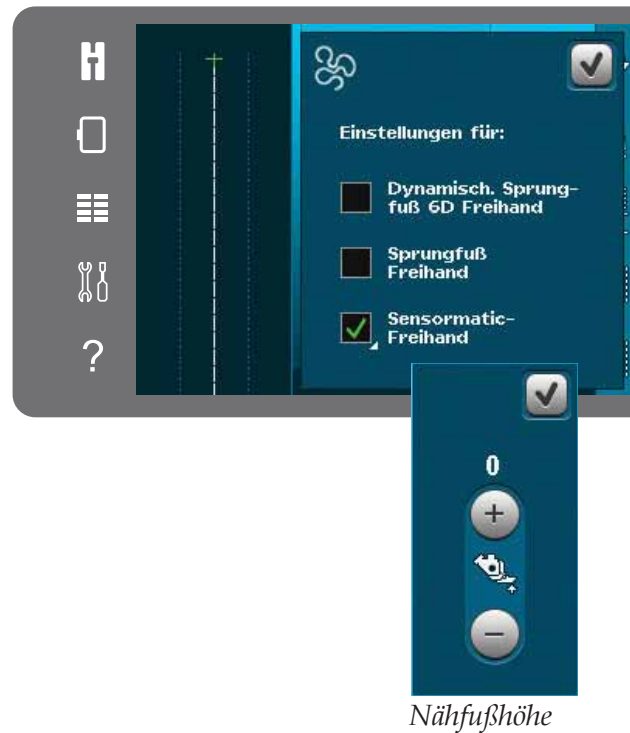 Einstellungen für:
Dynamisch. Sprung-
fuß 6D Freihand
Sprungfuß
Freihand
Sensormatic-
Freihand
?
0
+
−
Nähfußhöhe